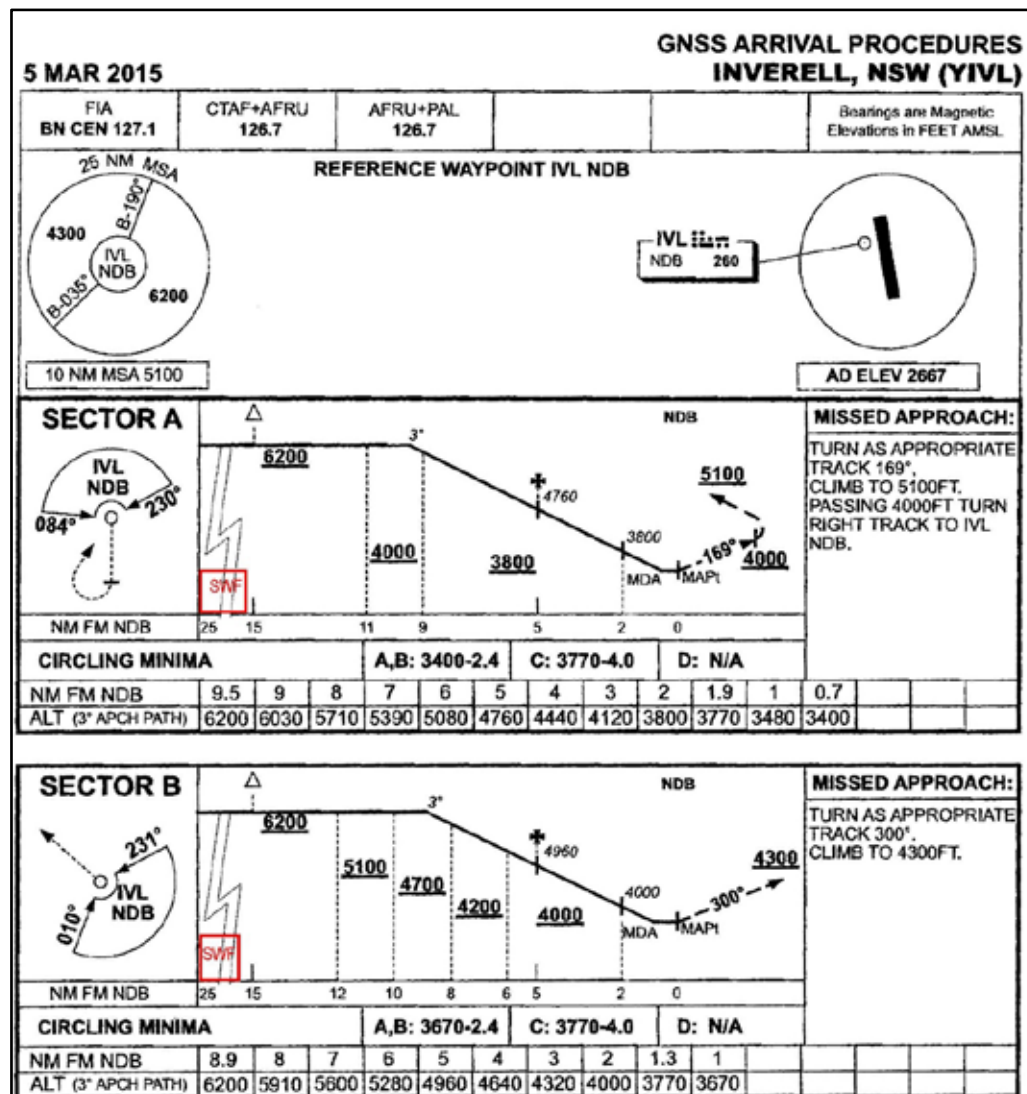 GNSS ARRIVAL PROCEDURES
5 MAR 2015
INVERELL, NSW (YIVL)
FIA
BN CEN 127.1
CTAF+AFRU
126.7
AFRU+PAL
126.7
Bearings are Magnetic
Elevations in FEET AMSL
REFERENCE WAYPOINT IVL NDB
25 NM MSA
B-190°
4300
IVL
NDB
B-035°
6200
10 NM MSA 5100
IVL
NDB 260
AD ELEV 2667
SECTOR A
IVL
NDB
084°
230°
6200
3°
NDB
4760
4000
3800
3800
5100
169°
4000
MDA
MAPt
SWF
MISSED APPROACH:
TURN AS APPROPRIATE
TRACK 169°,
CLIMB TO 5100FT.
PASSING 4000FT TURN
RIGHT TRACK TO IVL
NDB.
NM FM NDB 25 15 11 9 5 2 0
CIRCLING MINIMA A,B: 3400-2.4 C: 3770-4.0 D: N/A
NM FM NDB 9.5 9 8 7 6 5 4 3 2 1.9 1 0.7
ALT (3° APCH PATH) 6200 6030 5710 5390 5080 4760 4440 4120 3800 3770 3480 3400
SECTOR B
231°
IVL
NDB
010°
6200
3°
NDB
5100
4700
4200
4960
4000
4000
4300
300°
MDA
MAPt
SWF
MISSED APPROACH:
TURN AS APPROPRIATE
TRACK 300°.
CLIMB TO 4300FT.
NM FM NDB 25 15 12 10 8 6 5 2 0
CIRCLING MINIMA A,B: 3670-2.4 C: 3770-4.0 D: N/A
NM FM NDB 8.9 8 7 6 5 4 3 2 1.3 1
ALT (3° APCH PATH) 6200 5910 5600 5280 4960 4640 4320 4000 3770 3670